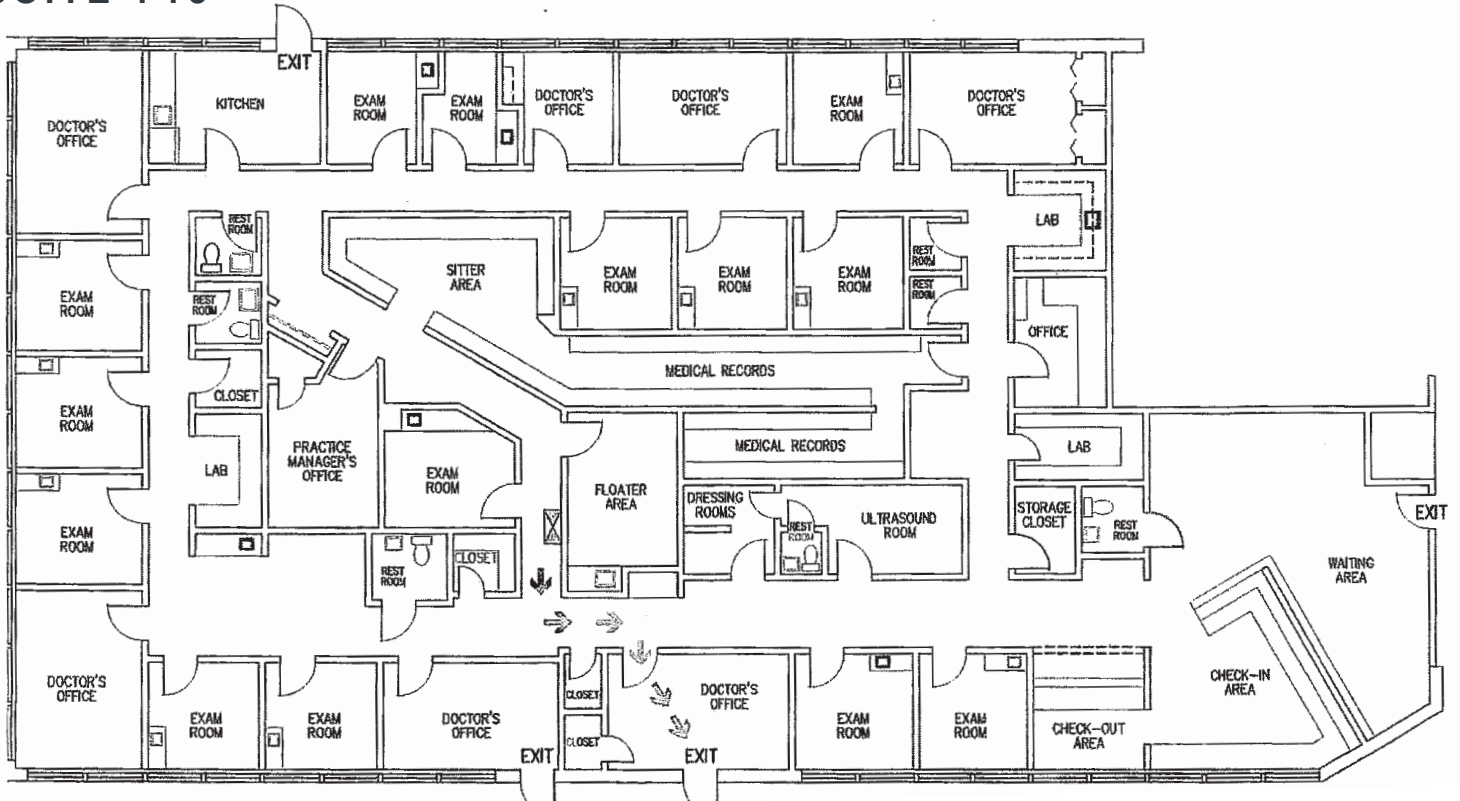 SUITE
EXIT
KITCHEN
EXAM
ROOM
EXAM
ROOM
DOCTOR'S
OFFICE
DOCTOR'S
OFFICE
EXAM
ROOM
DOCTOR'S
OFFICE
DOCTOR'S
OFFICE
REST
ROOM
LAB
SITTER
AREA
EXAM
ROOM
EXAM
ROOM
EXAM
ROOM
REST
ROOM
REST
ROOM
EXAM
ROOM
REST
ROOM
OFFICE
MEDICAL RECORDS
CLOSET
EXAM
ROOM
PRACTICE
MANAGER'S
OFFICE
MEDICAL RECORDS
LAB
LAB
EXAM
ROOM
FLOATER
AREA
DRESSING
ROOMS
REST
ROOM
ULTRASOUND
ROOM
STORAGE
CLOSET
REST
ROOM
EXIT
EXAM
ROOM
REST
ROOM
CLOSET
WAITING
AREA
DOCTOR'S
OFFICE
EXAM
ROOM
EXAM
ROOM
DOCTOR'S
OFFICE
CLOSET
CLOSET
DOCTOR'S
OFFICE
EXAM
ROOM
EXAM
ROOM
CHECK-OUT
AREA
CHECK-IN
AREA
EXIT
EXIT